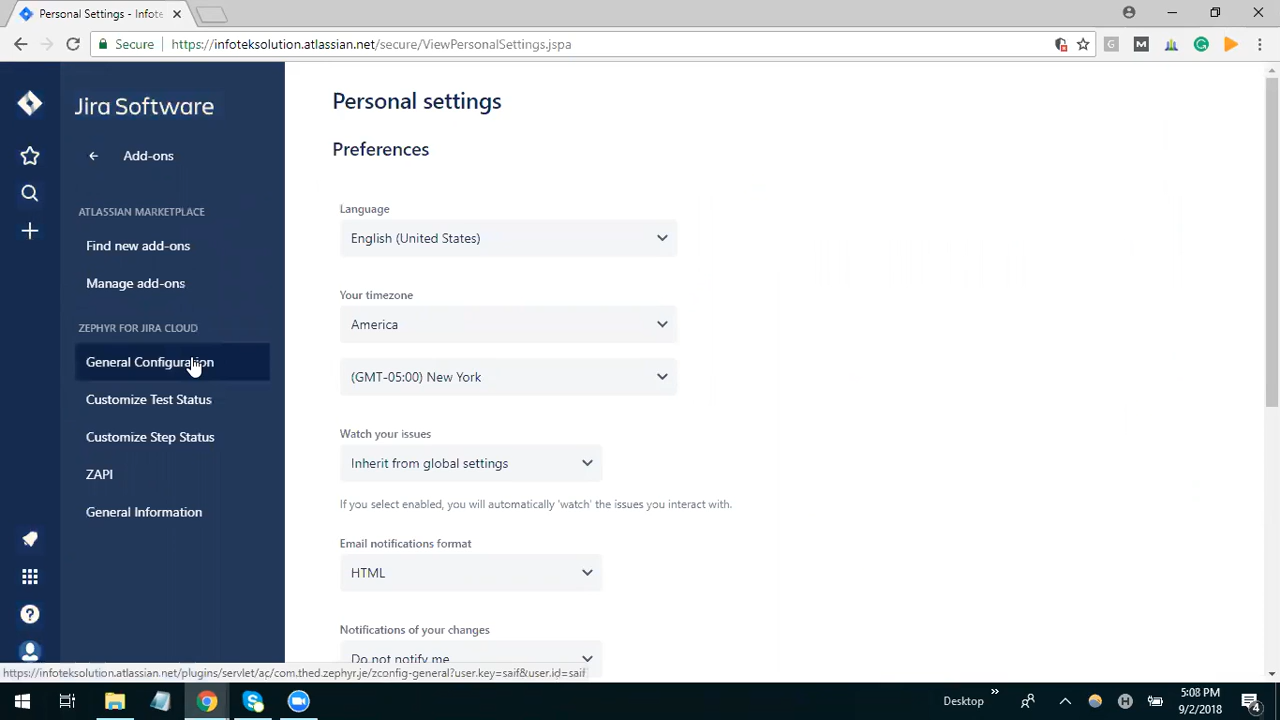 Personal Settings - Infote
Secure
https://infoteksolution.atlassian.net/secure/ViewPersonalSettings.jspa
Jira Software
Add-ons
ATLASSIAN MARKETPLACE
Find new add-ons
Manage add-ons
ZEPHYR FOR JIRA CLOUD
General Configuration
Customize Test Status
Customize Step Status
ZAPI
General Information
Personal settings
Preferences
Language
English (United States)
Your timezone
America
(GMT-05:00) New York
Watch your issues
Inherit from global settings
If you select enabled, you will automatically 'watch' the issues you interact with.
Email notifications format
HTML
Notifications of your changes
Do not notify me
https://infoteksolution.atlassian.net/plugins/servlet/ac/com.thed.zephyr.je/zconfig-general?user.key=saif&user.id=saif
Desktop
5:08 PM
9/2/2018
4